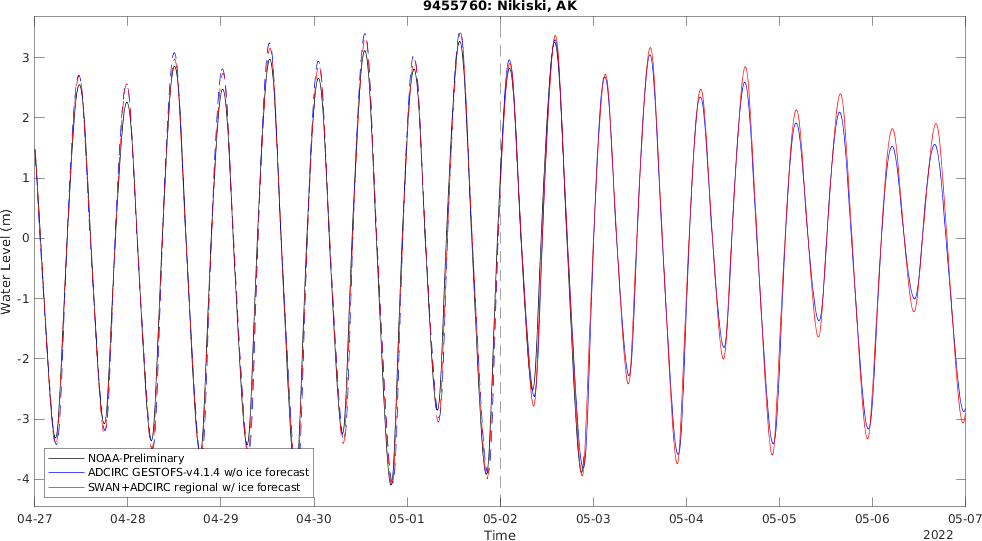 9455760: Nikiski, AK
Water Level (m)
3
2
1
0
-1
-2
-3
-4
NOAA-Preliminary
ADCIRC GESTOFS-v4.1.4 w/o ice forecast
SWAN+ADCIRC regional w/ ice forecast
04-27 04-28 04-29 04-30 05-01 05-02 05-03 05-04 05-05 05-06 05-07
Time
2022